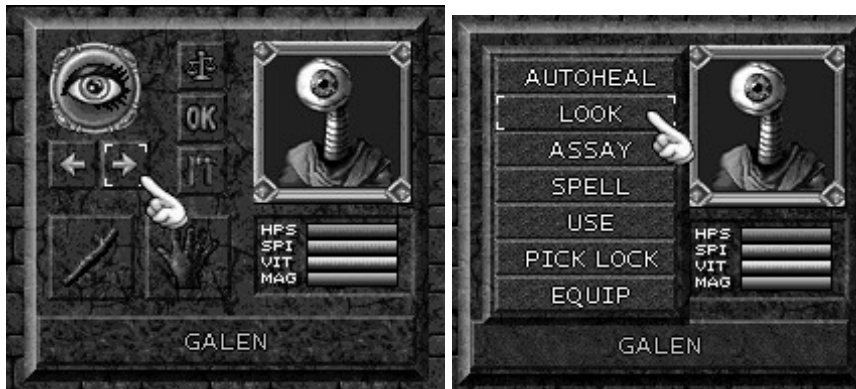 OK
HPS
SPI
VIT
MAG
GALEN
AUTOHEAL
LOOK
ASSAY
SPELL
USE
PICK LOCK
EQUIP
HPS
SPI
VIT
MAG
GALEN